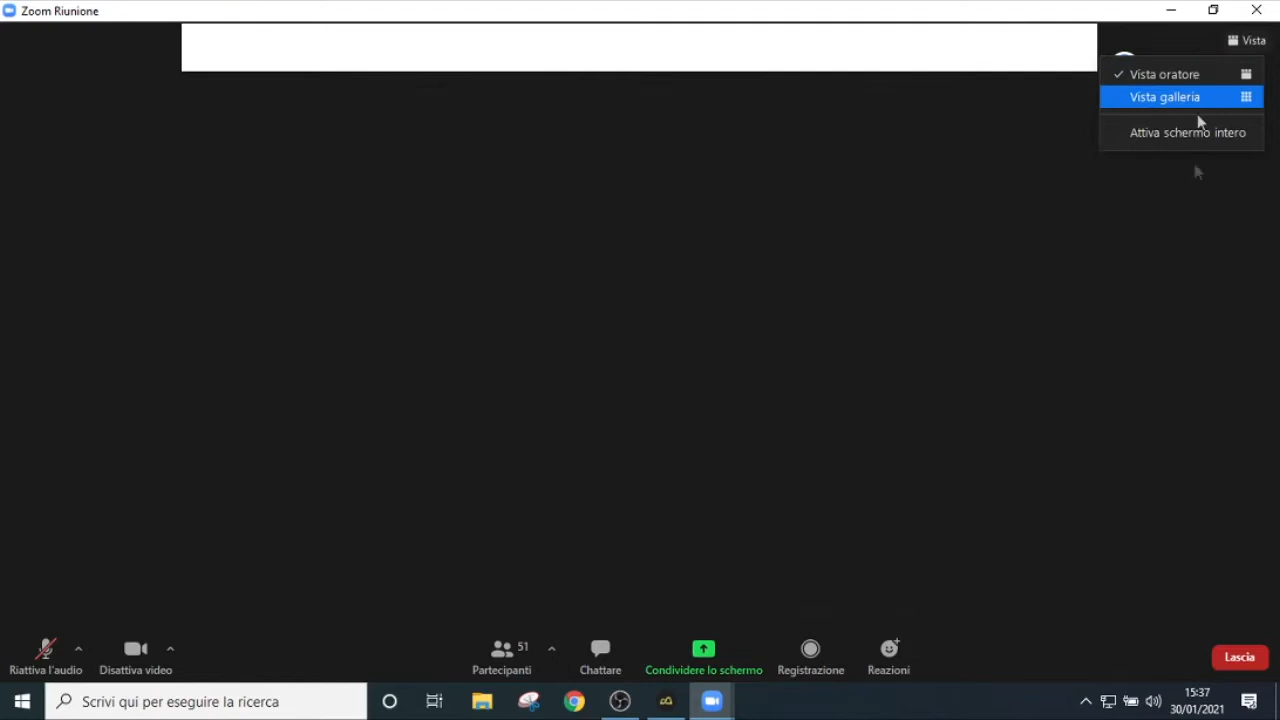 Zoom Riunione
Vista
Vista oratore
Vista galleria
Attiva schermo intero
Riattiva l'audio
Disattiva video
51
Partecipanti
Chattare
Condividere lo schermo
Registrazione
Reazioni
Lascia
Scrivi qui per eseguire la ricerca
15:37
30/01/2021